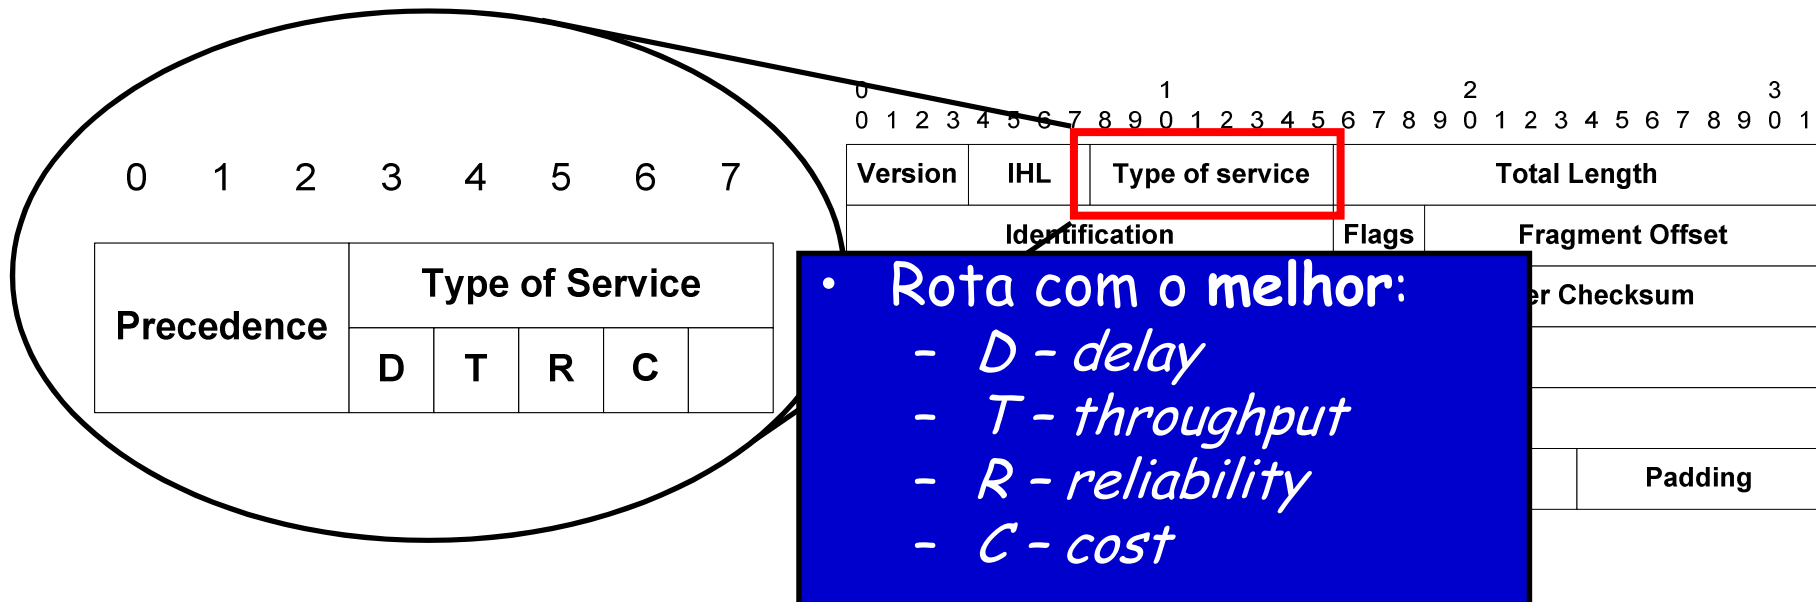 0 1 2 3 4 5 6 7
Precedence
Type of Service
D T R C
0 1 2 3
0 1 2 3 4 5 6 7 8 9 0 1 2 3 4 5 6 7 8 9 0 1 2 3 4 5 6 7 8 9 0 1
Version IHL Type of service Total Length
Identification Flags Fragment Offset
er Checksum
Padding
• Rota com o melhor:
– D – delay
– T – throughput
– R – reliability
– C – cost